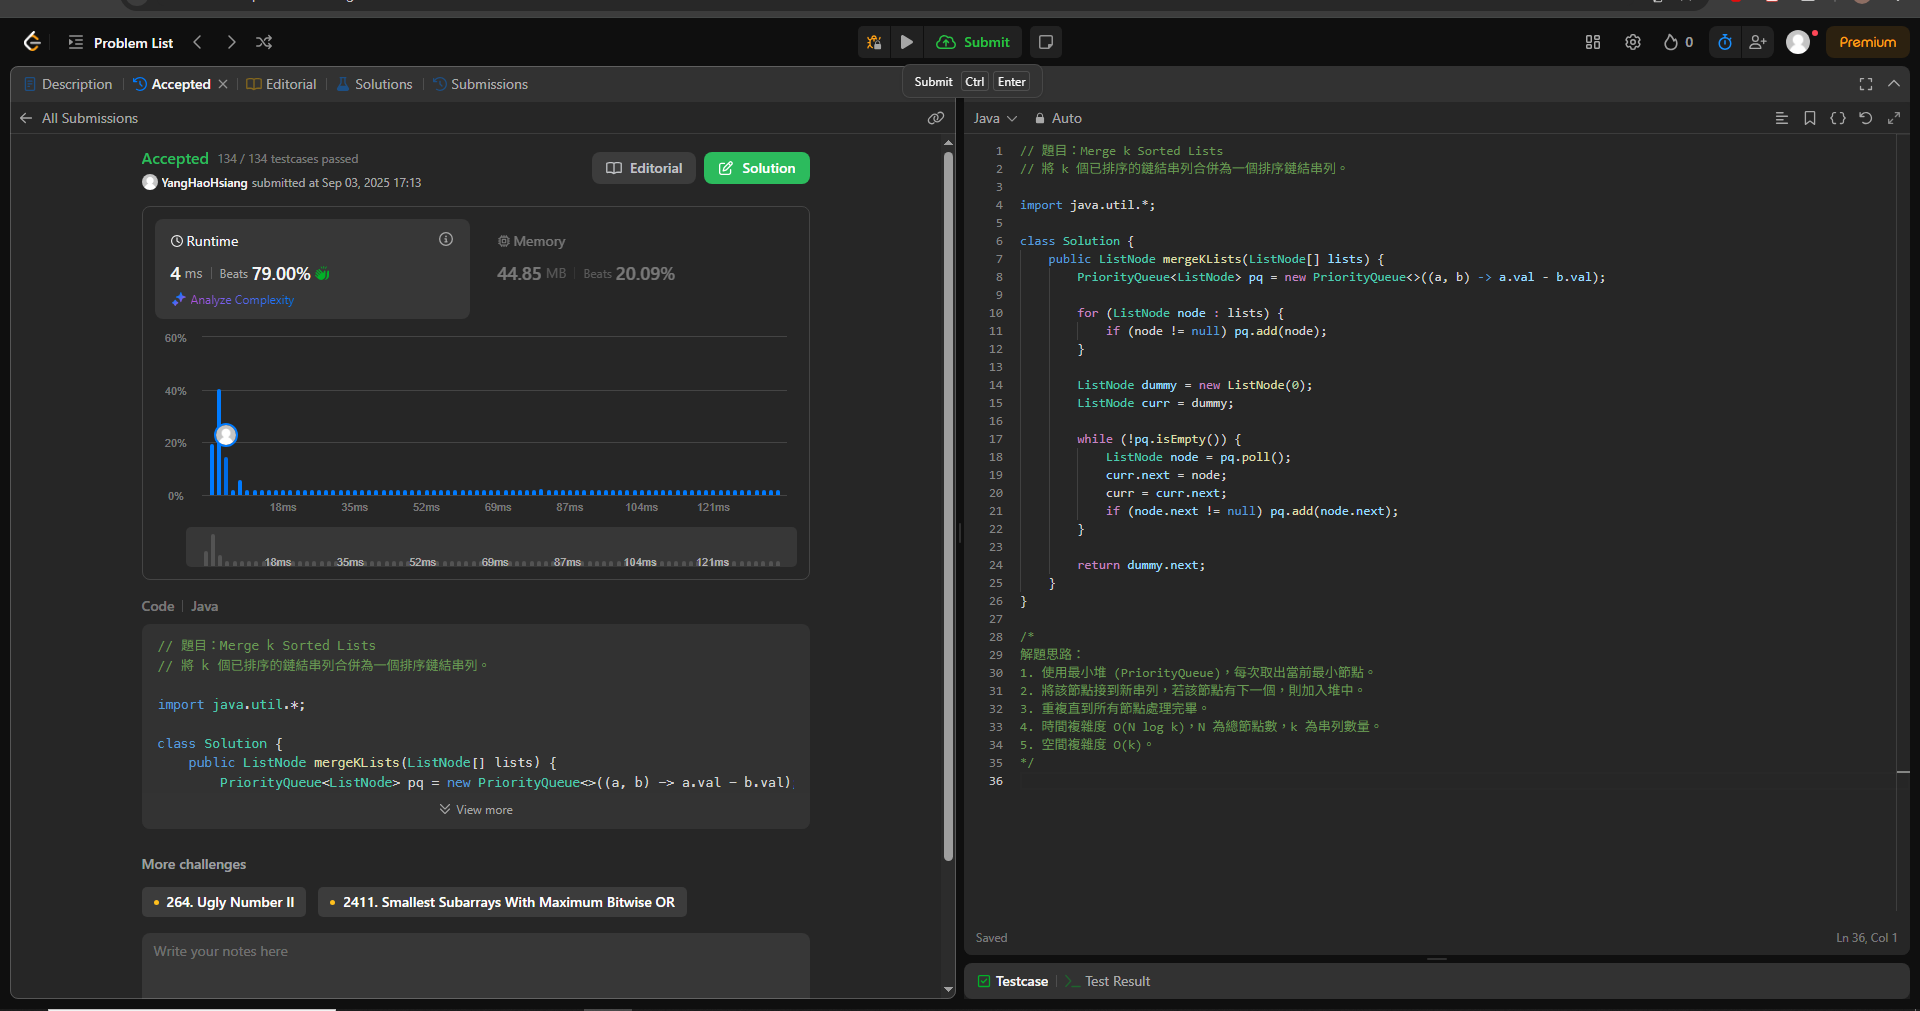 Problem List
Submit
0
Premium
Submit Ctrl Enter
Description
Accepted
Editorial
Solutions
Submissions
All Submissions
Accepted 134 / 134 testcases passed
YangHaoHsiang submitted at Sep 03, 2025 17:13
Editorial
Solution
Runtime
4 ms Beats 79.00%
Analyze Complexity
Memory
44.85 MB Beats 20.09%
60%
40%
20%
0%
18ms 35ms 52ms 69ms 87ms 104ms 121ms
18ms 35ms 52ms 69ms 87ms 104ms 121ms
Code Java
// 題目：Merge k Sorted Lists
// 將 k 個已排序的鏈結串列合併為一個排序鏈結串列。
import java.util.*;
class Solution {
public ListNode mergeKLists(ListNode[] lists) {
PriorityQueue<ListNode> pq = new PriorityQueue<>((a, b) -> a.val - b.val)
View more
More challenges
264. Ugly Number II
2411. Smallest Subarrays With Maximum Bitwise OR
Write your notes here
Java Auto
1 // 題目：Merge k Sorted Lists
2 // 將 k 個已排序的鏈結串列合併為一個排序鏈結串列。
3
4 import java.util.*;
5
6 class Solution {
7 public ListNode mergeKLists(ListNode[] lists) {
8 PriorityQueue<ListNode> pq = new PriorityQueue<>((a, b) -> a.val - b.val);
9
10 for (ListNode node : lists) {
11 if (node != null) pq.add(node);
12 }
13
14 ListNode dummy = new ListNode(0);
15 ListNode curr = dummy;
16
17 while (!pq.isEmpty()) {
18 ListNode node = pq.poll();
19 curr.next = node;
20 curr = curr.next;
21 if (node.next != null) pq.add(node.next);
22 }
23
24 return dummy.next;
25 }
26 }
27
28 /*
29 解題思路：
30 1. 使用最小堆 (PriorityQueue)，每次取出當前最小節點。
31 2. 將該節點接到新串列，若該節點有下一個，則加入堆中。
32 3. 重複直到所有節點處理完畢。
33 4. 時間複雜度 O(N log k)，N 為總節點數，k 為串列數量。
34 5. 空間複雜度 O(k)。
35 */
36
Saved
Ln 36, Col 1
Testcase
Test Result